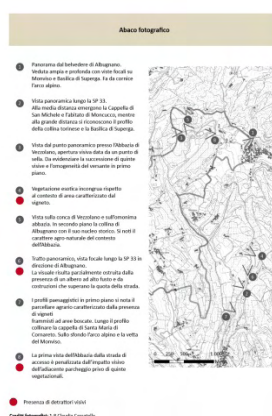 Abaco fotografico
1
Panorama dal belvedere di Albugnano.
Veduta ampia e profonda con viste focali su
Monviso e Basilica di Superga. Fa da cornice
l'arco alpino.
2
Vista panoramica lungo la SP 33.
Alla media distanza emergono la Cappella di
San Michele e l'abitato di Moncucco, mentre
alla grande distanza si riconoscono il profilo
della collina torinese e la Basilica di Superga.
3
Vista dal punto panoramico presso l'Abbazia di
Vezzolano, apertura visiva data da un punto di
sella. Da evidenziare la successione di quinte
visive e l'omogeneità del versante in primo
piano.
4
Vegetazione esotica incongrua rispetto
al contesto di area caratterizzato dal
vigneto.
5
Vista sulla conca di Vezzolano e sull'omonima
abbazia. In secondo piano la collina di
Albugnano con il suo nucleo storico. Si noti il
carattere agro-naturale del contesto
dell'Abbazia.
6
Tratto panoramico, vista focale lungo la SP 33 in
direzione di Albugnano.
La visuale risulta parzialmente ostruita dalla
presenza di un albero ad alto fusto e da
costruzioni che superano la quota della strada.
7
I profili paesaggistici in primo piano si nota il
parcellare agrario caratterizzato dalla presenza
di vigneti
frammisti ad aree boscate. Lungo il profilo
collinare la cappella di Santa Maria di
Cornareto. Sullo sfondo l'arco alpino e la vetta
del Monviso.
8
La prima vista dell'Abbazia dalla strada di
accesso è penalizzata dall'impatto visivo
dell'adiacente parcheggio privo di quinte
vegetazionali.
Presenza di detrattori visivi